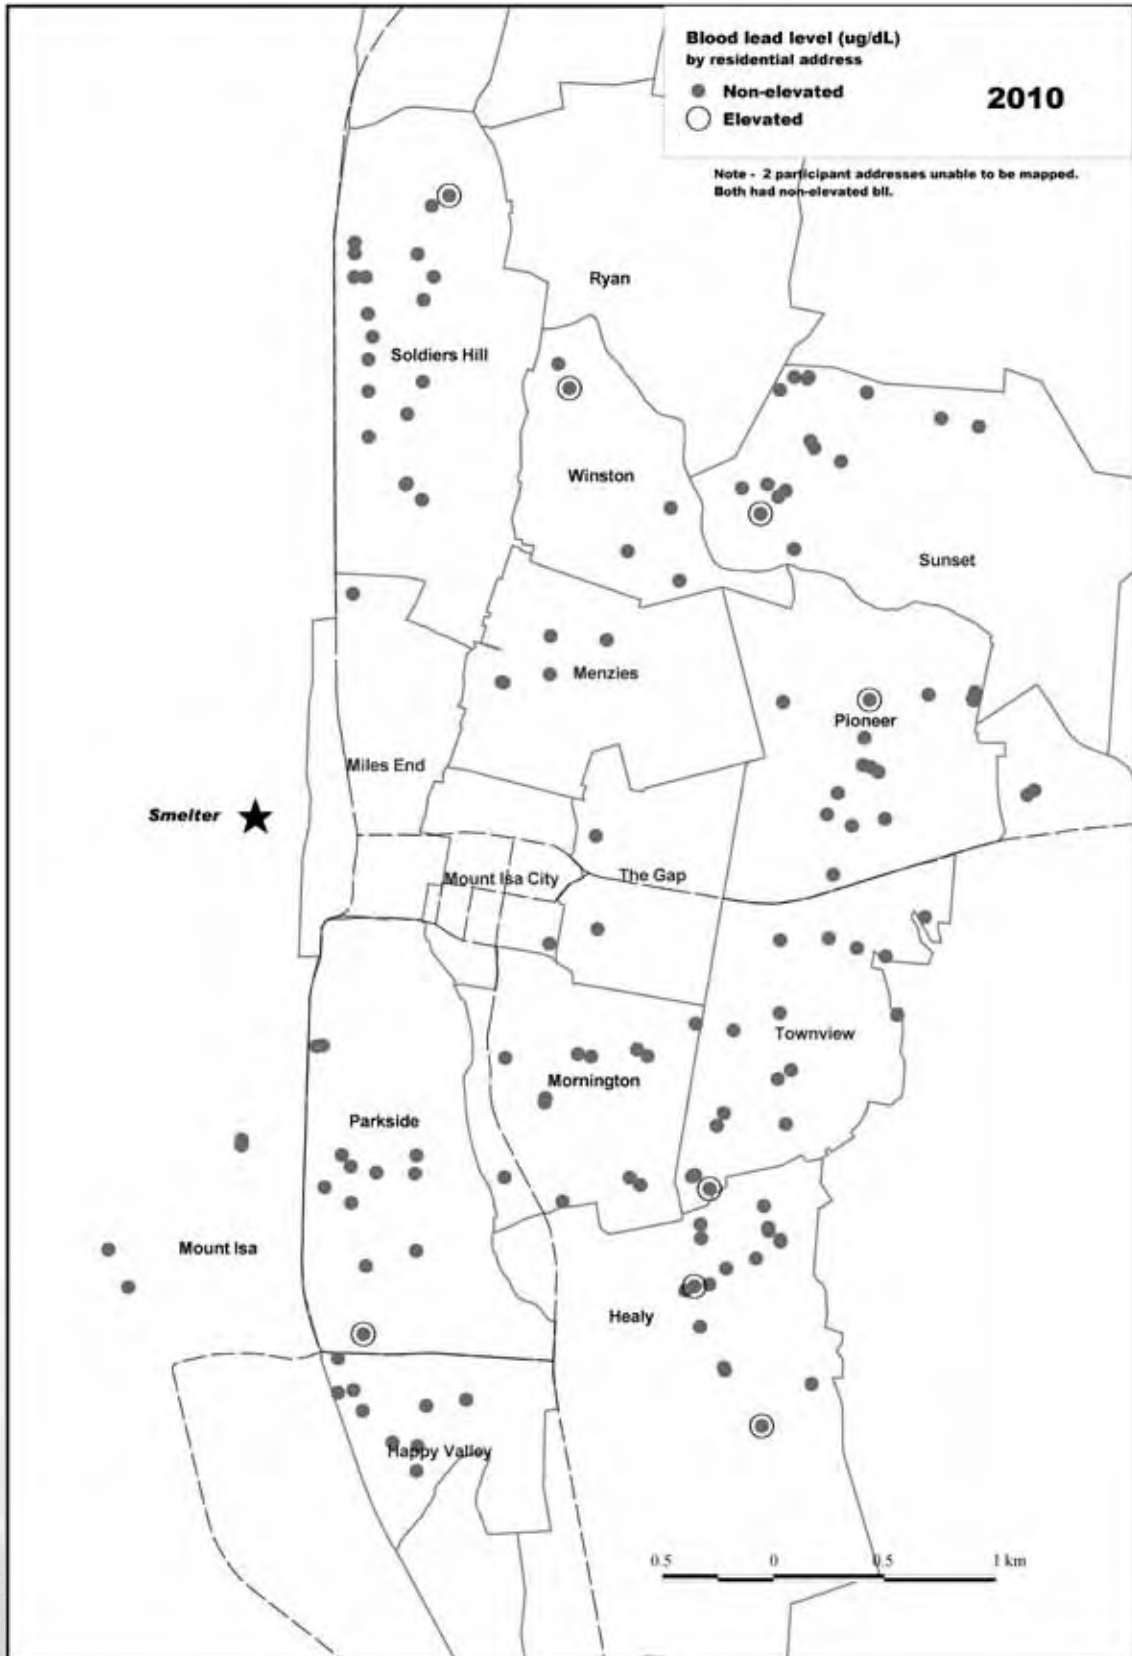 Blood lead level (ug/dL)
by residential address
Non-elevated
Elevated
2010
Note - 2 participant addresses unable to be mapped.
Both had non-elevated bll.
Ryan
Soldiers Hill
Winston
Sunset
Menzies
Pioneer
Miles End
Smelter
Mount Isa City
The Gap
Townview
Mornington
Parkside
Mount Isa
Healy
Happy Valley
0.5 0 0.5 1 km